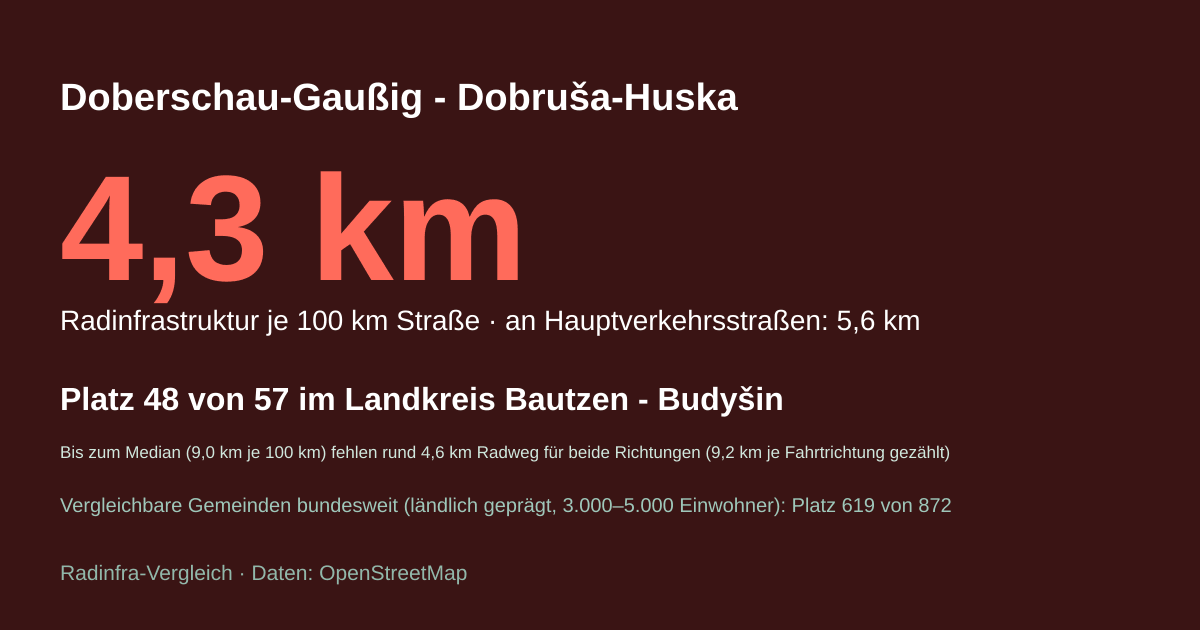 Doberschau-Gaußig - Dobruša-Huska
4,3 km
Radinfrastruktur je 100 km Straße · an Hauptverkehrsstraßen: 5,6 km
Platz 48 von 57 im Landkreis Bautzen - Budyšin
Bis zum Median (9,0 km je 100 km) fehlen rund 4,6 km Radweg für beide Richtungen (9,2 km je Fahrtrichtung gezählt)
Vergleichbare Gemeinden bundesweit (ländlich geprägt, 3.000–5.000 Einwohner): Platz 619 von 872
Radinfra-Vergleich · Daten: OpenStreetMap